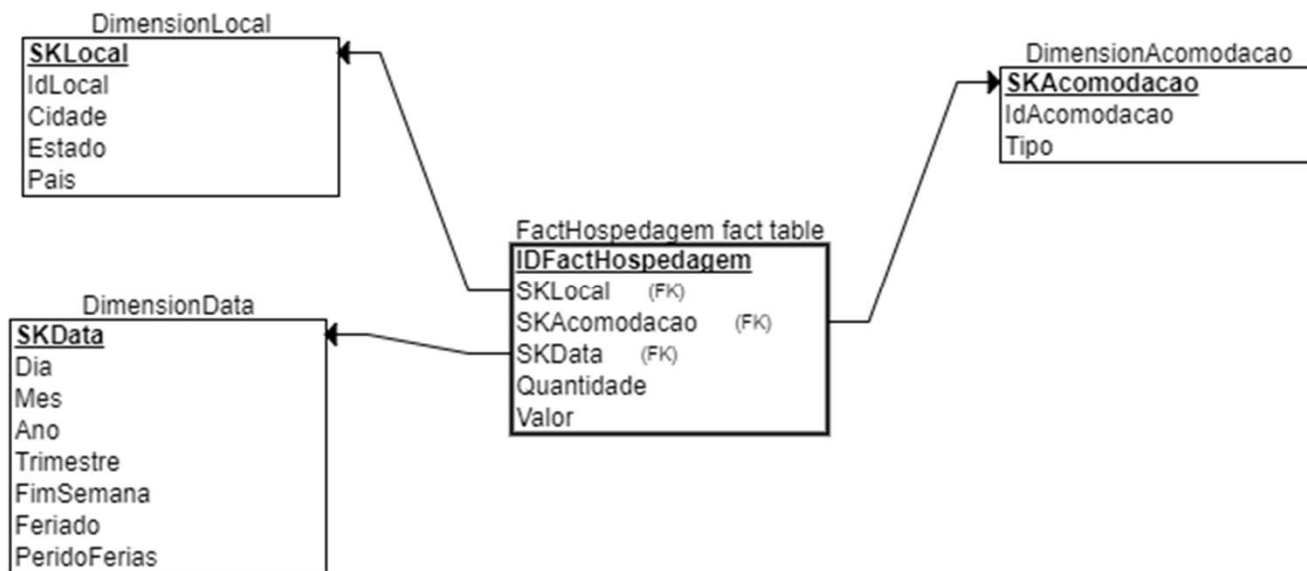 DimensionLocal
SKLocal
IdLocal
Cidade
Estado
Pais
DimensionAcomodacao
SKAcomodacao
IdAcomodacao
Tipo
FactHospedagem fact table
IDFactHospedagem
SKLocal (FK)
SKAcomodacao (FK)
SKData (FK)
Quantidade
Valor
DimensionData
SKData
Dia
Mes
Ano
Trimestre
FimSemana
Feriado
PeridoFerias